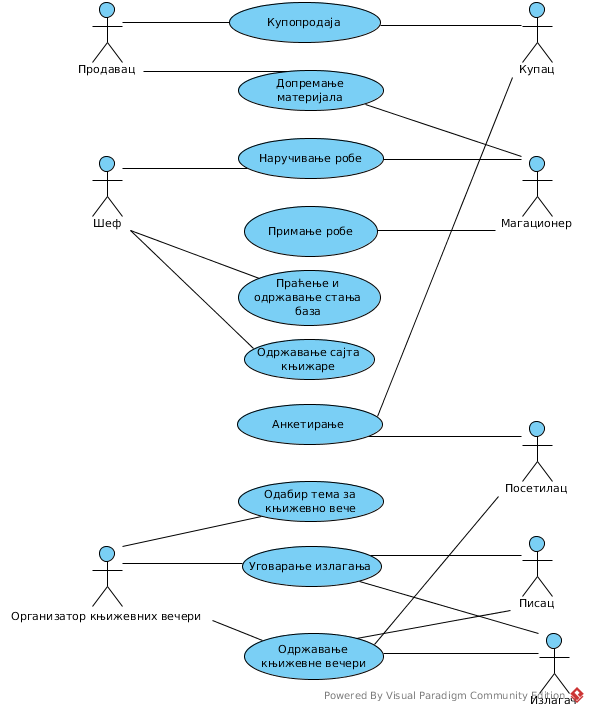 Купопродаја
Продавац
Купац
Допремање
материјала
Наручивање робе
Шеф
Магационер
Примање робе
Праћење и
одржавање стања
база
Одржавање сајта
књижаре
Анкетирање
Посетилац
Одабир тема за
књижевно вече
Уговарање излагања
Писац
Организатор књижевних вечери
Одржавање
књижевне вечери
Powered By Visual Paradigm Community Edition
Излагач